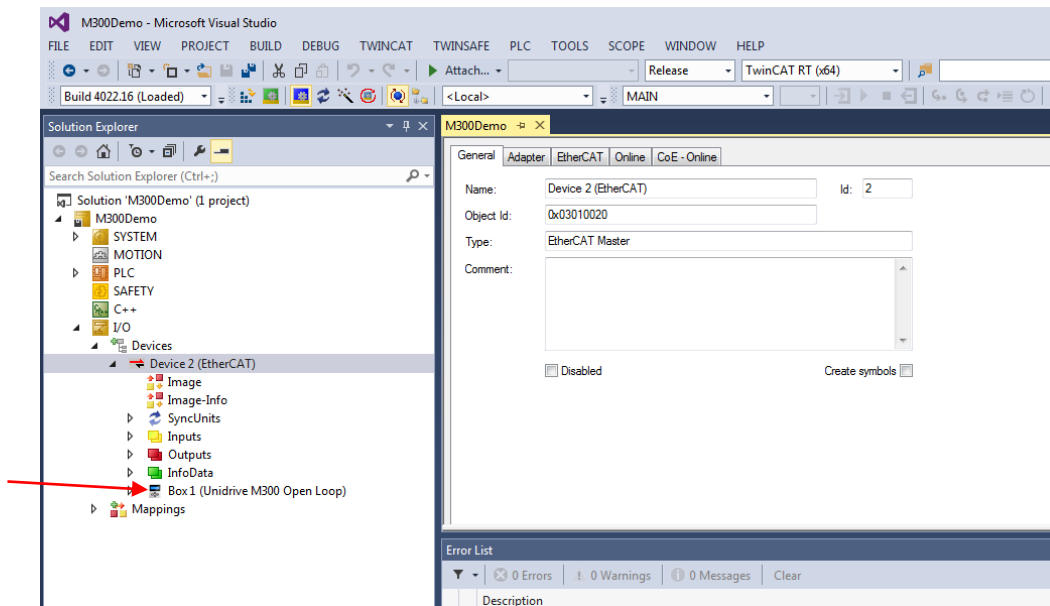 M300Demo - Microsoft Visual Studio
FILE EDIT VIEW PROJECT BUILD DEBUG TWINCAT TWINSAFE PLC TOOLS SCOPE WINDOW HELP
Attach... Release TwinCAT RT (x64)
Build 4022.16 (Loaded) <Local> MAIN
Solution Explorer
M300Demo
General Adapter EtherCAT Online CoE - Online
Search Solution Explorer (Ctrl+;)
Name: Device 2 (EtherCAT) Id: 2
Object Id: 0x03010020
Type: EtherCAT Master
Comment:
Disabled Create symbols
Solution 'M300Demo' (1 project)
M300Demo
SYSTEM
MOTION
PLC
SAFETY
C++
I/O
Devices
Device 2 (EtherCAT)
Image
Image-Info
SyncUnits
Inputs
Outputs
InfoData
Box 1 (Unidrive M300 Open Loop)
Mappings
Error List
0 Errors 0 Warnings 0 Messages Clear
Description